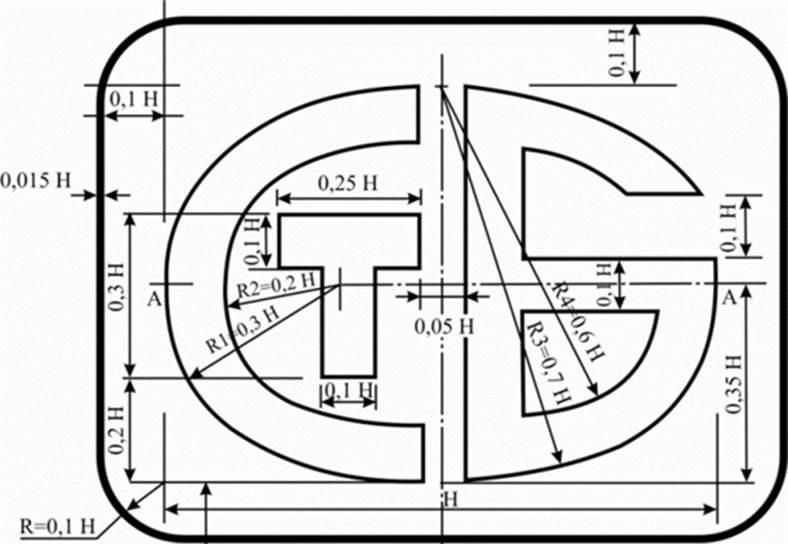 0,1 H
0,1 H
0,015 H
0,25 H
0,1 H
0,1 H
0,3 H
R2=0,2 H
R1=0,3 H
A
A
0,1 H
0,05 H
R4=0,6 H
R3=0,7 H
0,1 H
0,2 H
0,35 H
H
R=0,1 H